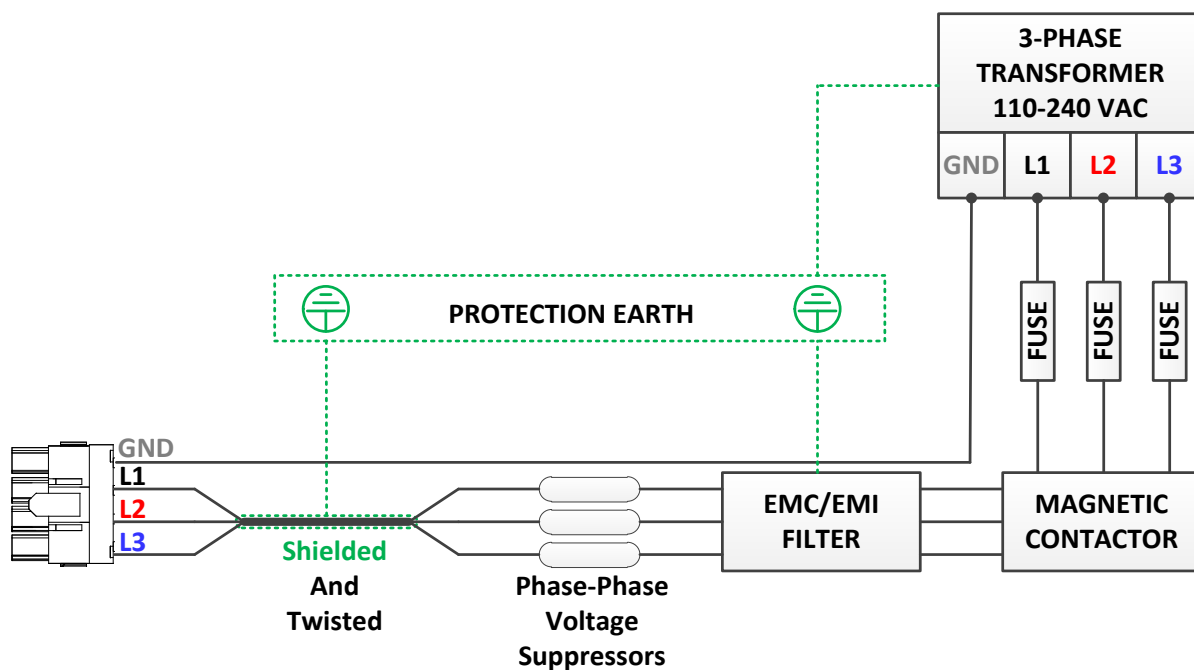 3-PHASE
TRANSFORMER
110-240 VAC
GND L1 L2 L3
PROTECTION EARTH
FUSE FUSE FUSE
GND
L1
L2
L3
Shielded
And
Twisted
Phase-Phase
Voltage
Suppressors
EMC/EMI
FILTER
MAGNETIC
CONTACTOR